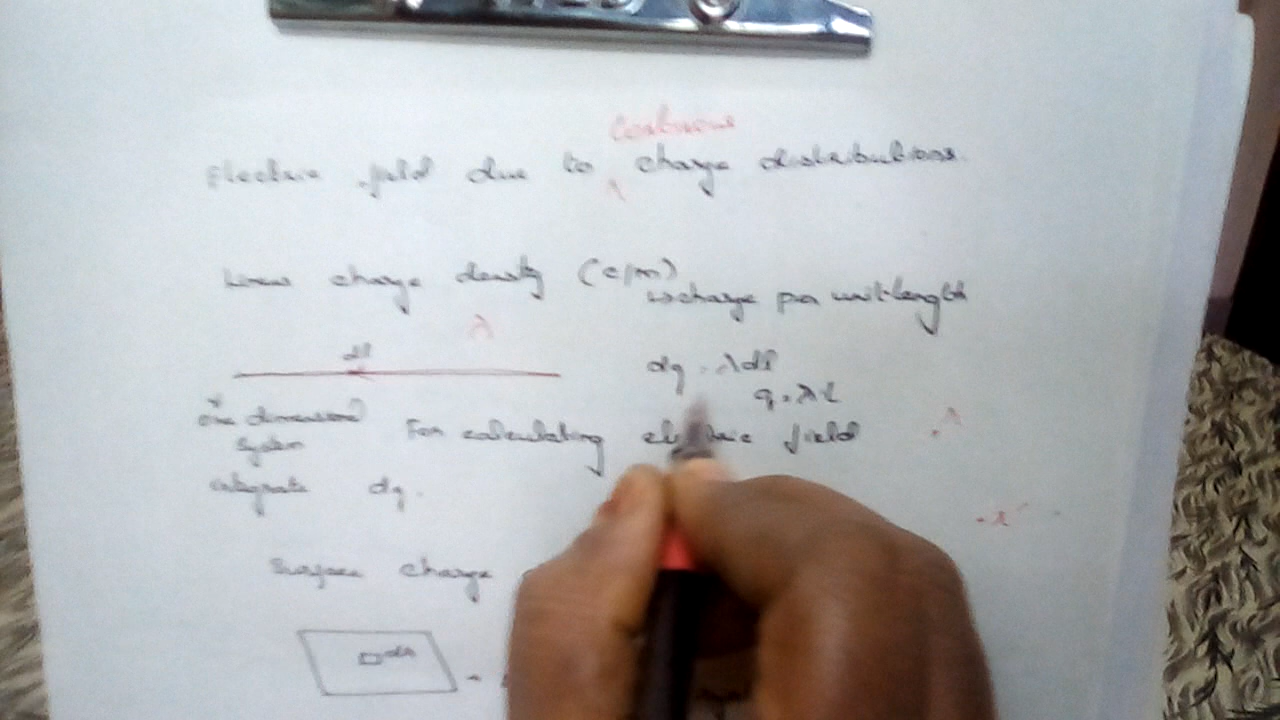 Continuous
Electric field due to ^ charge distributions.
Linear charge density (c/m)
↳ charge per unit length
λ
dl
dq = λdl
q = λl
one dimensional
system
For calculating electric field
integrate dq.
Surface charge
ds